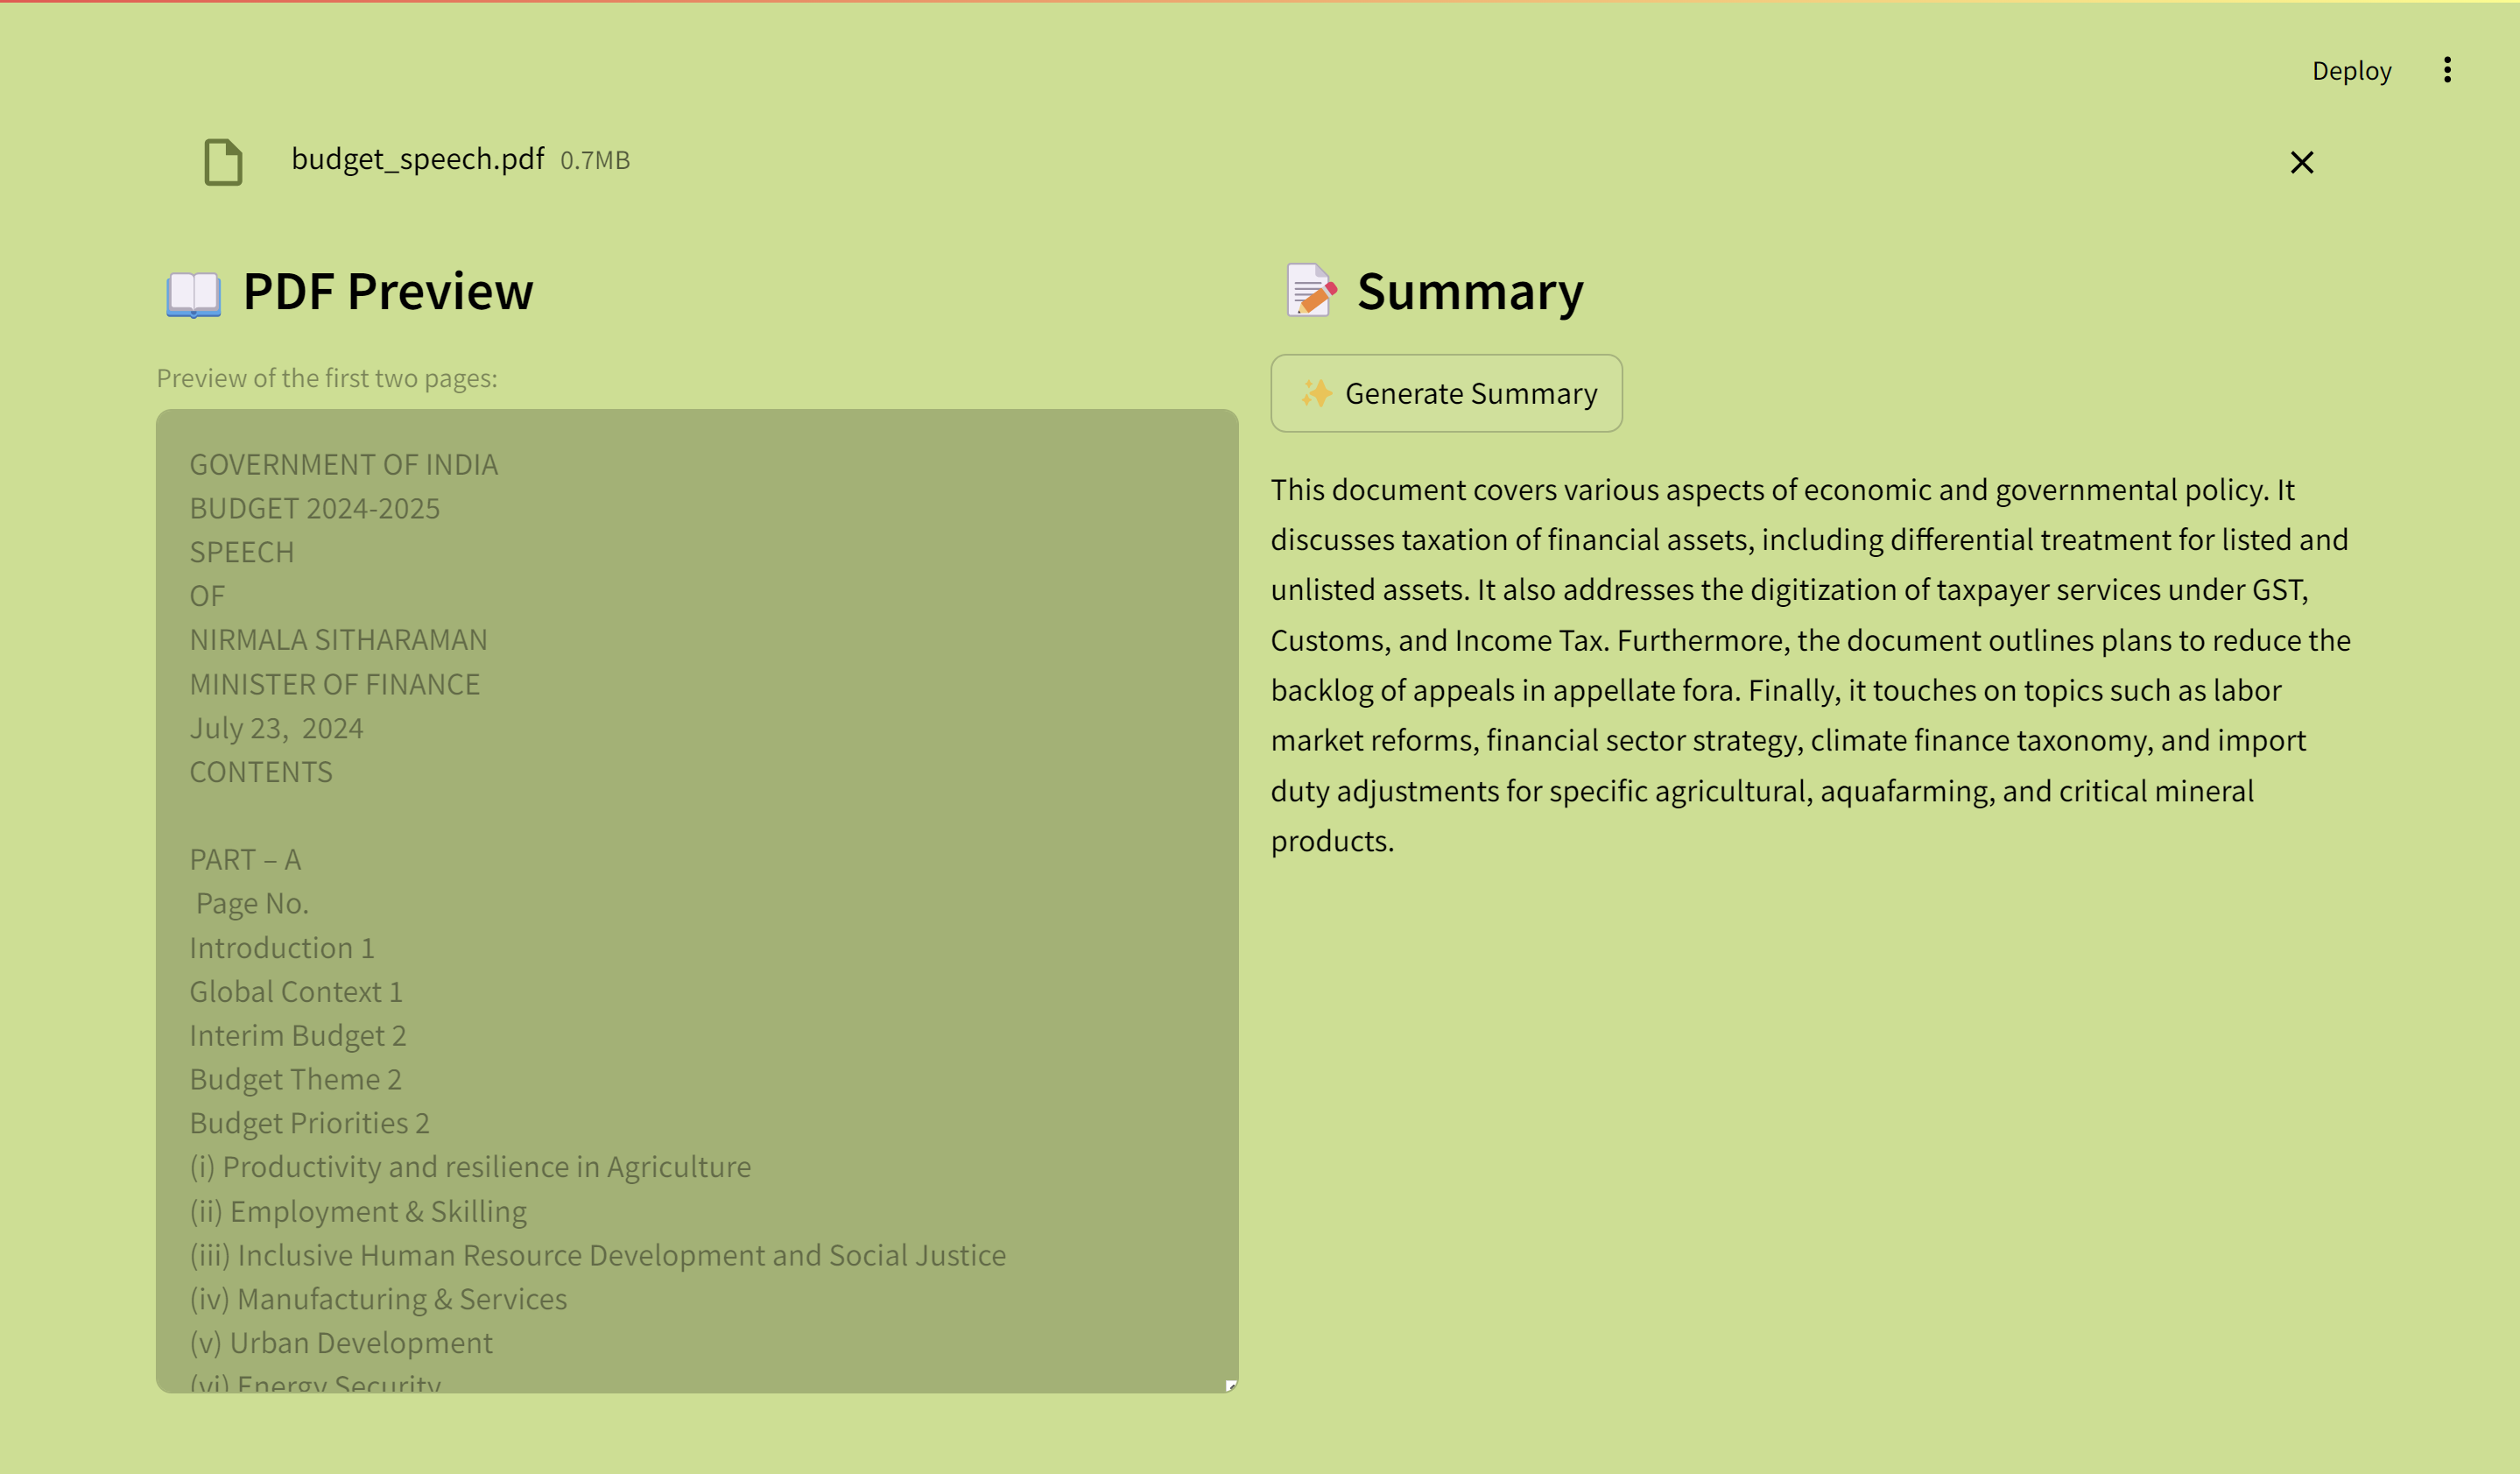 Deploy
budget_speech.pdf 0.7MB
PDF Preview
Preview of the first two pages:
GOVERNMENT OF INDIA
BUDGET 2024-2025
SPEECH
OF
NIRMALA SITHARAMAN
MINISTER OF FINANCE
July 23,  2024
CONTENTS
PART – A
Page No.
Introduction 1
Global Context 1
Interim Budget 2
Budget Theme 2
Budget Priorities 2
(i) Productivity and resilience in Agriculture
(ii) Employment & Skilling
(iii) Inclusive Human Resource Development and Social Justice
(iv) Manufacturing & Services
(v) Urban Development
(vi) Energy Security
Summary
Generate Summary
This document covers various aspects of economic and governmental policy. It
discusses taxation of financial assets, including differential treatment for listed and
unlisted assets. It also addresses the digitization of taxpayer services under GST,
Customs, and Income Tax. Furthermore, the document outlines plans to reduce the
backlog of appeals in appellate fora. Finally, it touches on topics such as labor
market reforms, financial sector strategy, climate finance taxonomy, and import
duty adjustments for specific agricultural, aquafarming, and critical mineral
products.